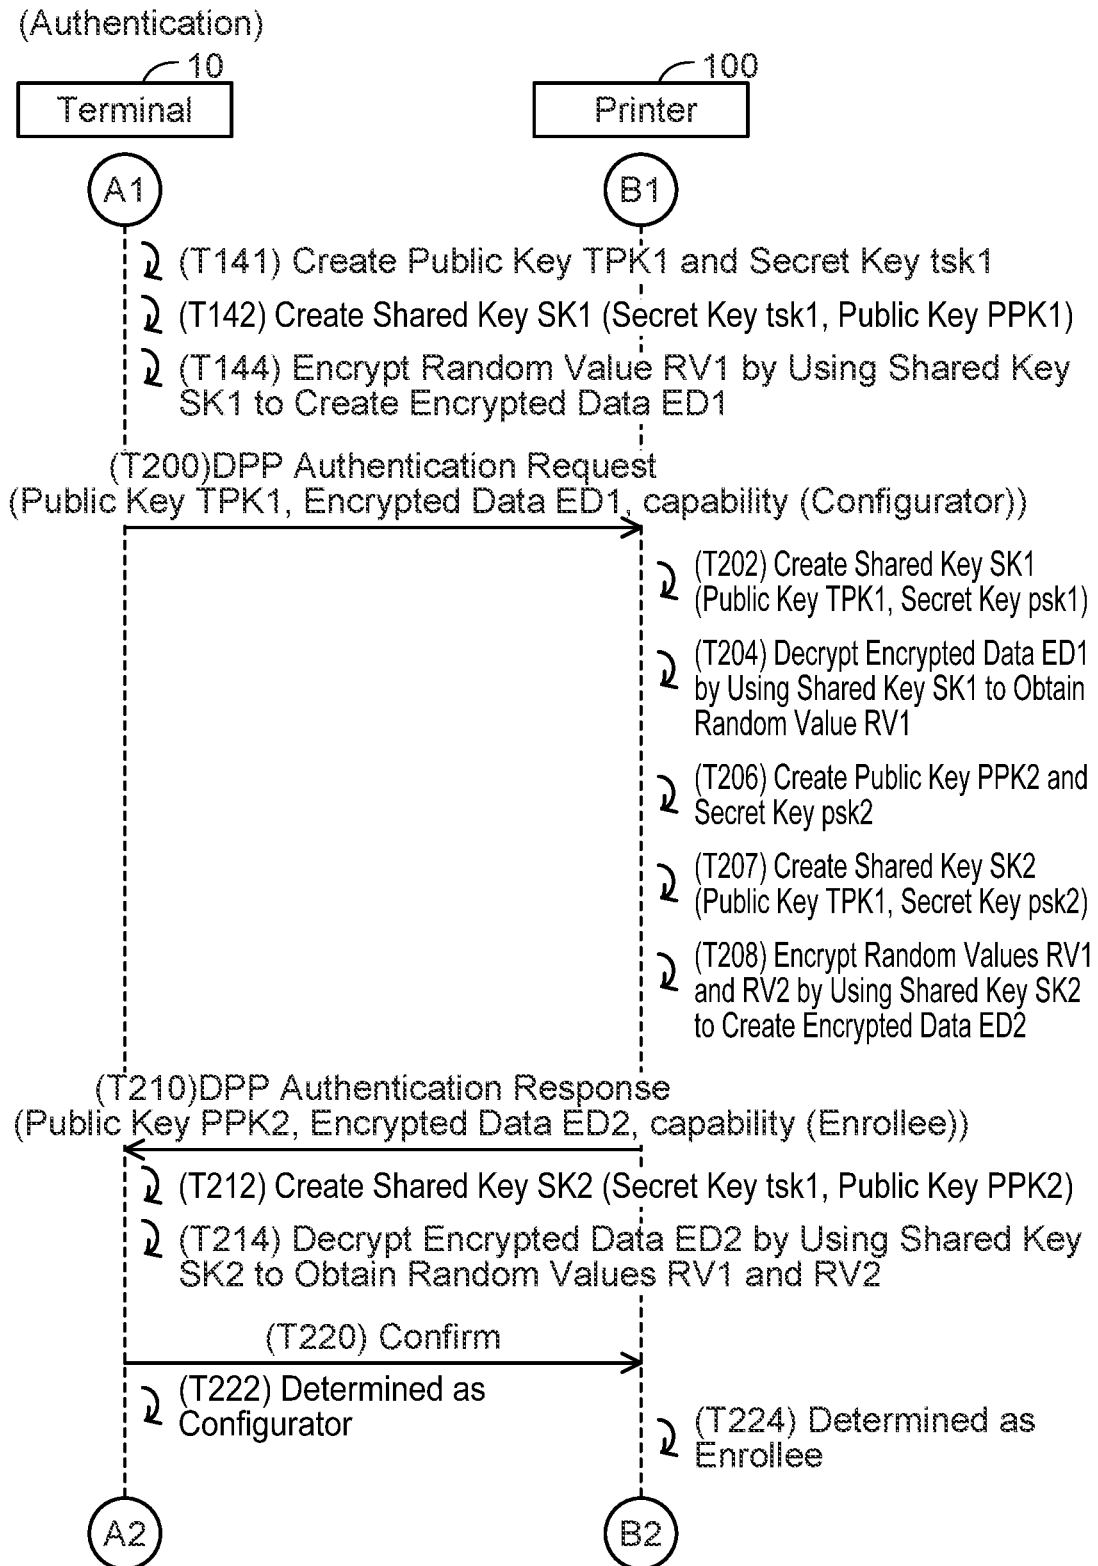 (Authentication)
10
100
Terminal
Printer
A1
B1
(T141) Create Public Key TPK1 and Secret Key tsk1
(T142) Create Shared Key SK1 (Secret Key tsk1, Public Key PPK1)
(T144) Encrypt Random Value RV1 by Using Shared Key
SK1 to Create Encrypted Data ED1
(T200)DPP Authentication Request
(Public Key TPK1, Encrypted Data ED1, capability (Configurator))
(T202) Create Shared Key SK1
(Public Key TPK1, Secret Key psk1)
(T204) Decrypt Encrypted Data ED1
by Using Shared Key SK1 to Obtain
Random Value RV1
(T206) Create Public Key PPK2 and
Secret Key psk2
(T207) Create Shared Key SK2
(Public Key TPK1, Secret Key psk2)
(T208) Encrypt Random Values RV1
and RV2 by Using Shared Key SK2
to Create Encrypted Data ED2
(T210)DPP Authentication Response
(Public Key PPK2, Encrypted Data ED2, capability (Enrollee))
(T212) Create Shared Key SK2 (Secret Key tsk1, Public Key PPK2)
(T214) Decrypt Encrypted Data ED2 by Using Shared Key
SK2 to Obtain Random Values RV1 and RV2
(T220) Confirm
(T222) Determined as
Configurator
(T224) Determined as
Enrollee
A2
B2